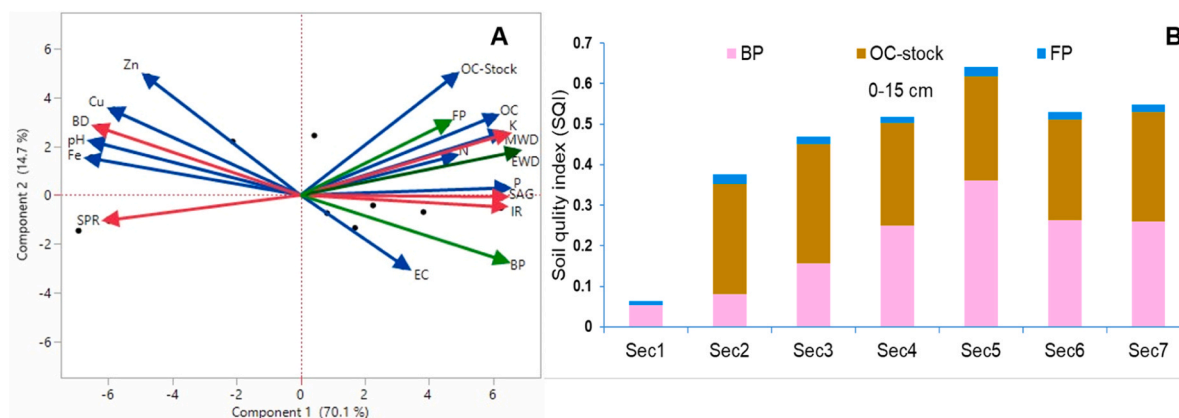 A
6
4
2
0
-2
-4
-6
Component 2 (14.7 %)
Zn
OC-Stock
Cu
OC
FP
K
BD
MWD
pH
N
EWD
Fe
P
SAG
IR
SPR
BP
EC
-6 -4 -2 0 2 4 6
Component 1 (70.1 %)
B
0.7
0.6
0.5
0.4
0.3
0.2
0.1
0
Soil qulity index (SQI)
BP OC-stock FP
0-15 cm
Sec1 Sec2 Sec3 Sec4 Sec5 Sec6 Sec7